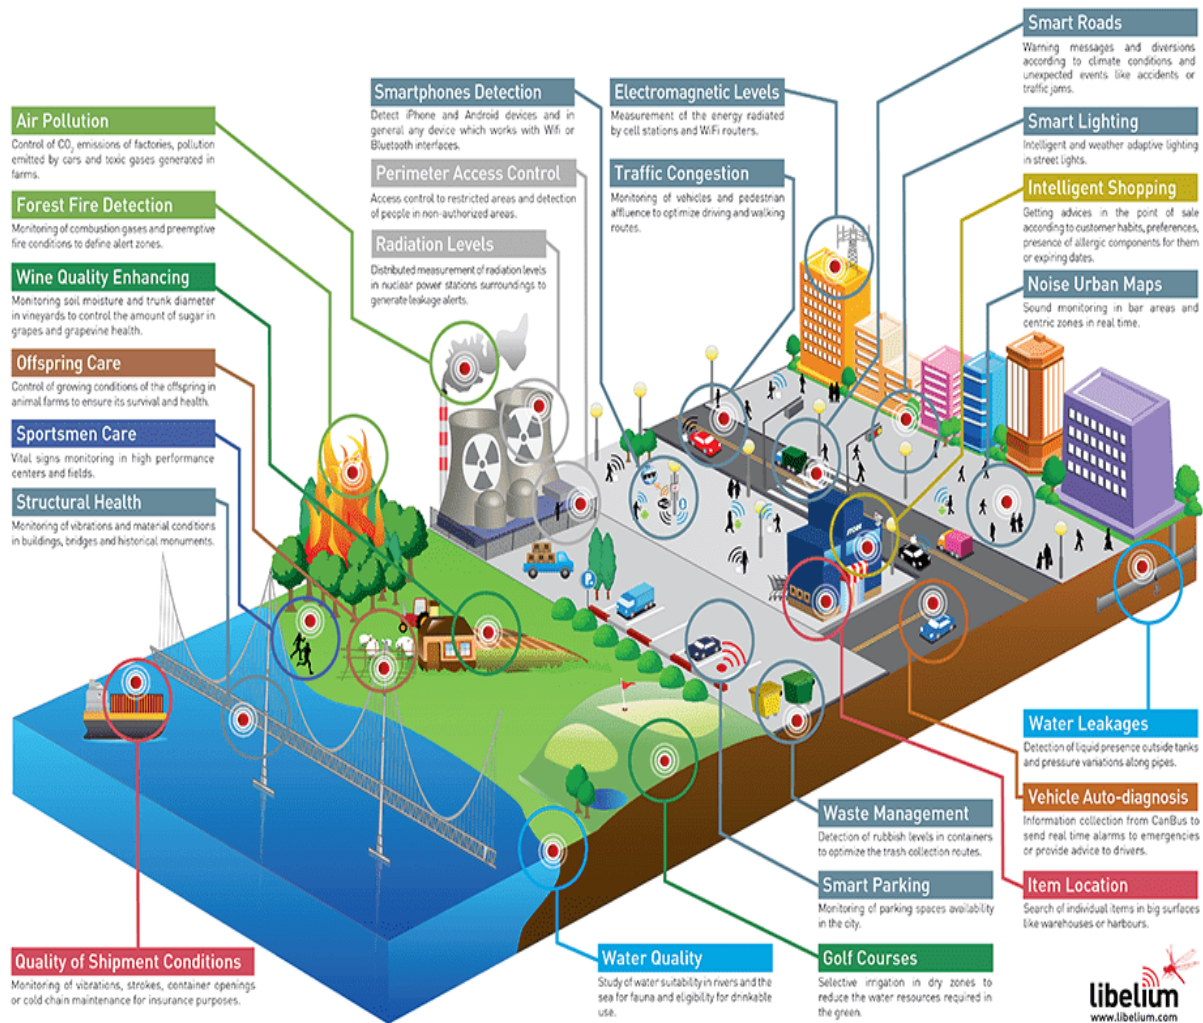 Smart Roads
Warning messages and diversions
according to climate conditions and
unexpected events like accidents or
traffic jams.
Smartphones Detection
Detect iPhone and Android devices and in
general any device which works with Wifi or
Bluetooth interfaces.
Electromagnetic Levels
Measurement of the energy radiated
by cell stations and WiFi routers.
Air Pollution
Control of CO₂ emissions of factories, pollution
emitted by cars and toxic gases generated in
farms.
Smart Lighting
Intelligent and weather adaptive lighting
in street lights.
Perimeter Access Control
Access control to restricted areas and detection
of people in non-authorized areas.
Traffic Congestion
Monitoring of vehicles and pedestrian
affluence to optimize driving and walking
routes.
Intelligent Shopping
Getting advices in the point of sale
according to customer habits, preferences,
presence of allergic components for them
or expiring dates.
Forest Fire Detection
Monitoring of combustion gases and preemptive
fire conditions to define alert zones.
Radiation Levels
Distributed measurement of radiation levels
in nuclear power stations surroundings to
generate leakage alerts.
Wine Quality Enhancing
Monitoring soil moisture and trunk diameter
in vineyards to control the amount of sugar in
grapes and grapevine health.
Noise Urban Maps
Sound monitoring in bar areas and
centric zones in real time.
Offspring Care
Control of growing conditions of the offspring in
animal farms to ensure its survival and health.
Sportsmen Care
Vital signs monitoring in high performance
centers and fields.
Structural Health
Monitoring of vibrations and material conditions
in buildings, bridges and historical monuments.
P
Water Leakages
Detection of liquid presence outside tanks
and pressure variations along pipes.
Vehicle Auto-diagnosis
Information collection from CanBus to
send real time alarms to emergencies
or provide advice to drivers.
Waste Management
Detection of rubbish levels in containers
to optimize the trash collection routes.
Smart Parking
Monitoring of parking spaces availability
in the city.
Item Location
Search of individual items in big surfaces
like warehouses or harbours.
Quality of Shipment Conditions
Monitoring of vibrations, strokes, container openings
or cold chain maintenance for insurance purposes.
Water Quality
Study of water suitability in rivers and the
sea for fauna and eligibility for drinkable
use.
Golf Courses
Selective irrigation in dry zones to
reduce the water resources required in
the green.
libelium
www.libelium.com